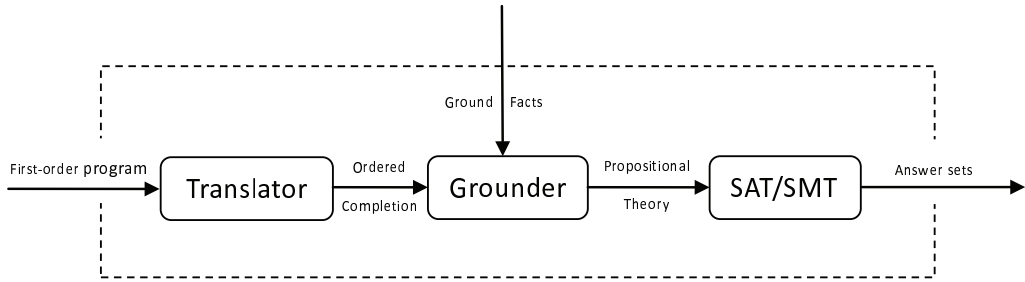 Ground Facts
First-order program
Translator
Ordered
Completion
Grounder
Propositional
Theory
SAT/SMT
Answer sets